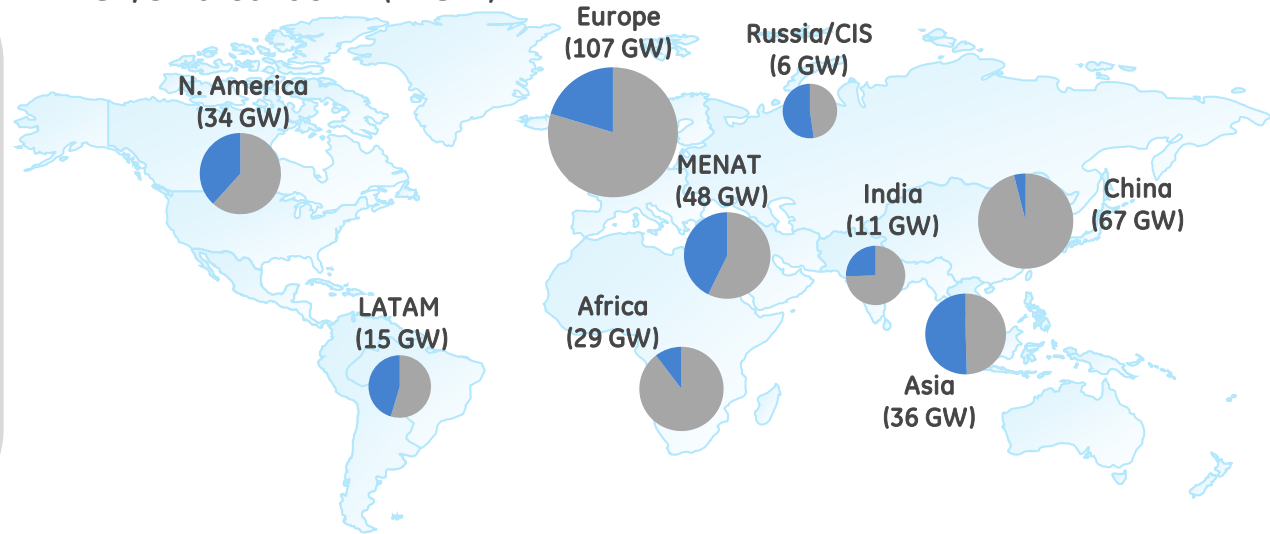 Europe
(107 GW)
Russia/CIS
(6 GW)
N. America
(34 GW)
MENAT
(48 GW)
India
(11 GW)
China
(67 GW)
LATAM
(15 GW)
Africa
(29 GW)
Asia
(36 GW)